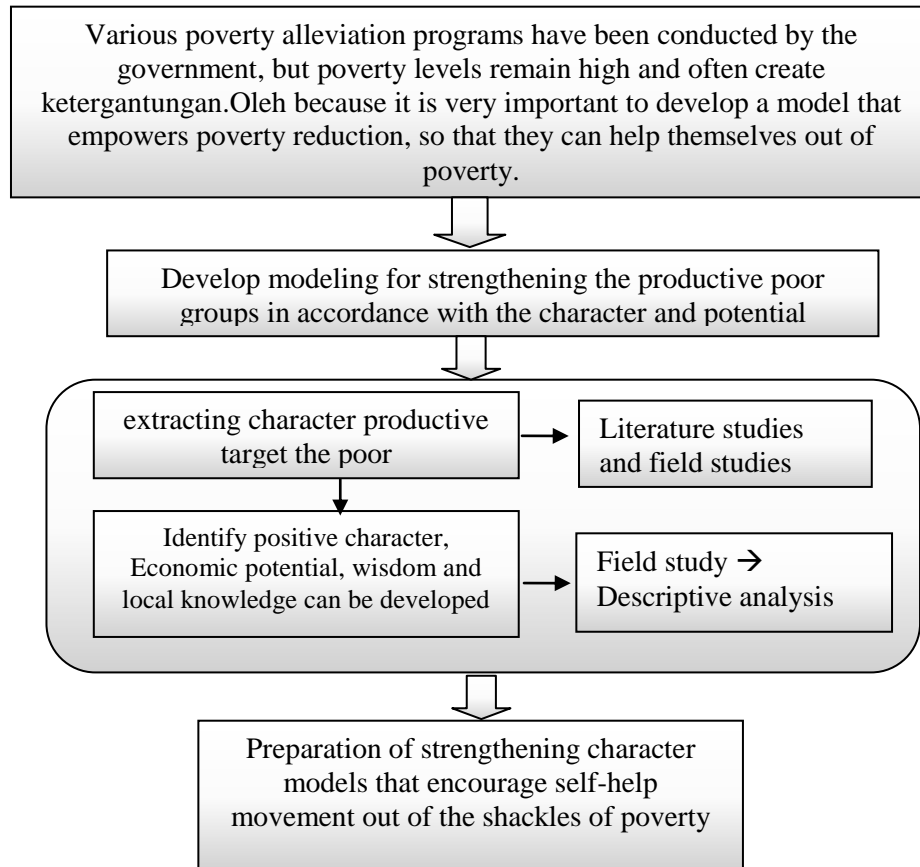 Various poverty alleviation programs have been conducted by the
government, but poverty levels remain high and often create
ketergantungan.Oleh because it is very important to develop a model that
empowers poverty reduction, so that they can help themselves out of
poverty.
Develop modeling for strengthening the productive poor
groups in accordance with the character and potential
extracting character productive
target the poor
Literature studies
and field studies
Identify positive character,
Economic potential, wisdom and
local knowledge can be developed
Field study →
Descriptive analysis
Preparation of strengthening character
models that encourage self-help
movement out of the shackles of poverty